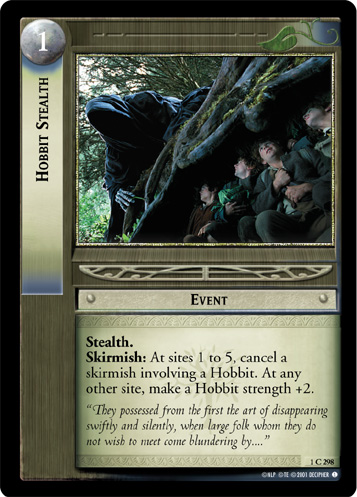 1
Hobbit Stealth
Event
Stealth.
Skirmish: At sites 1 to 5, cancel a
skirmish involving a Hobbit. At any
other site, make a Hobbit strength +2.
“They possessed from the first the art of disappearing
swiftly and silently, when large folk whom they do
not wish to meet come blundering by....”
1 C 298
©NLP ©TE ©2001 DECIPHER